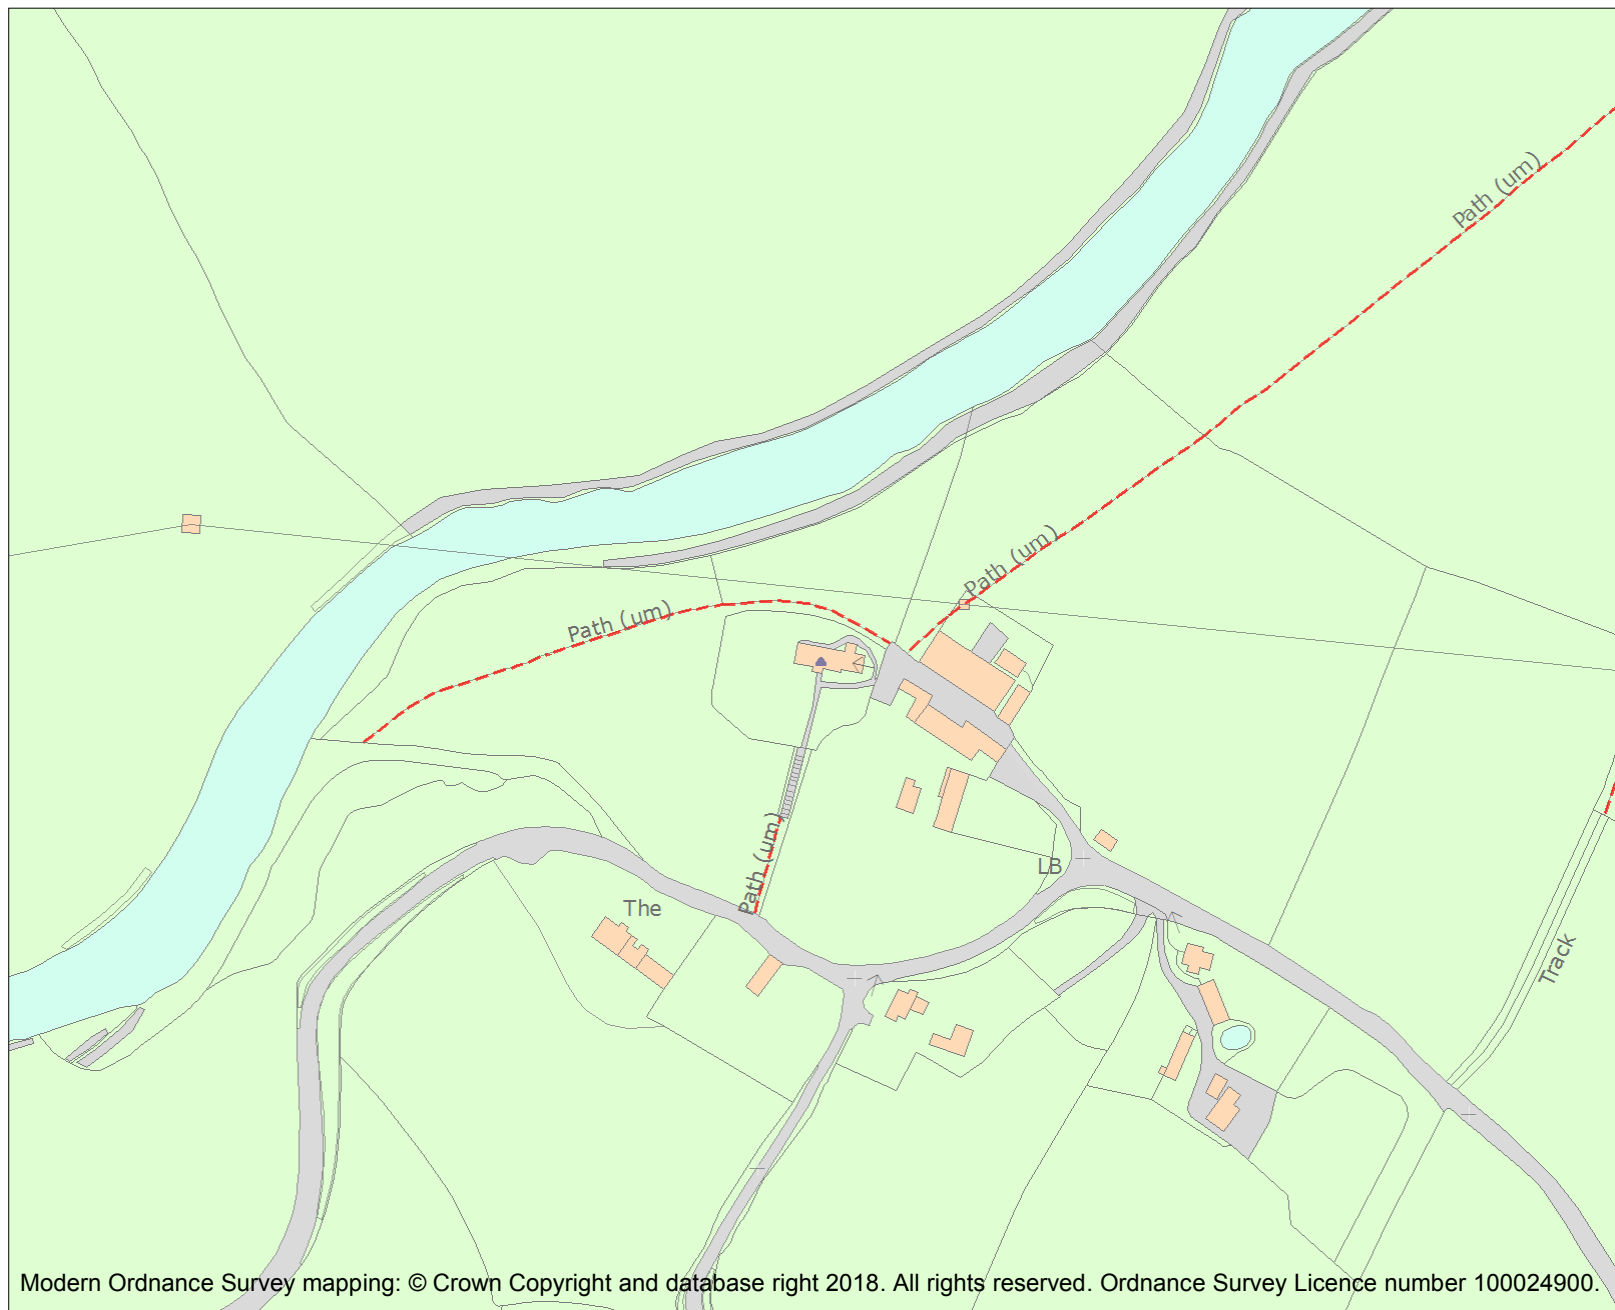 Path (um)
Path (um)
Path (um)
Path (um)
LB
The
Track
Modern Ordnance Survey mapping: © Crown Copyright and database right 2018. All rights reserved. Ordnance Survey Licence number 100024900.